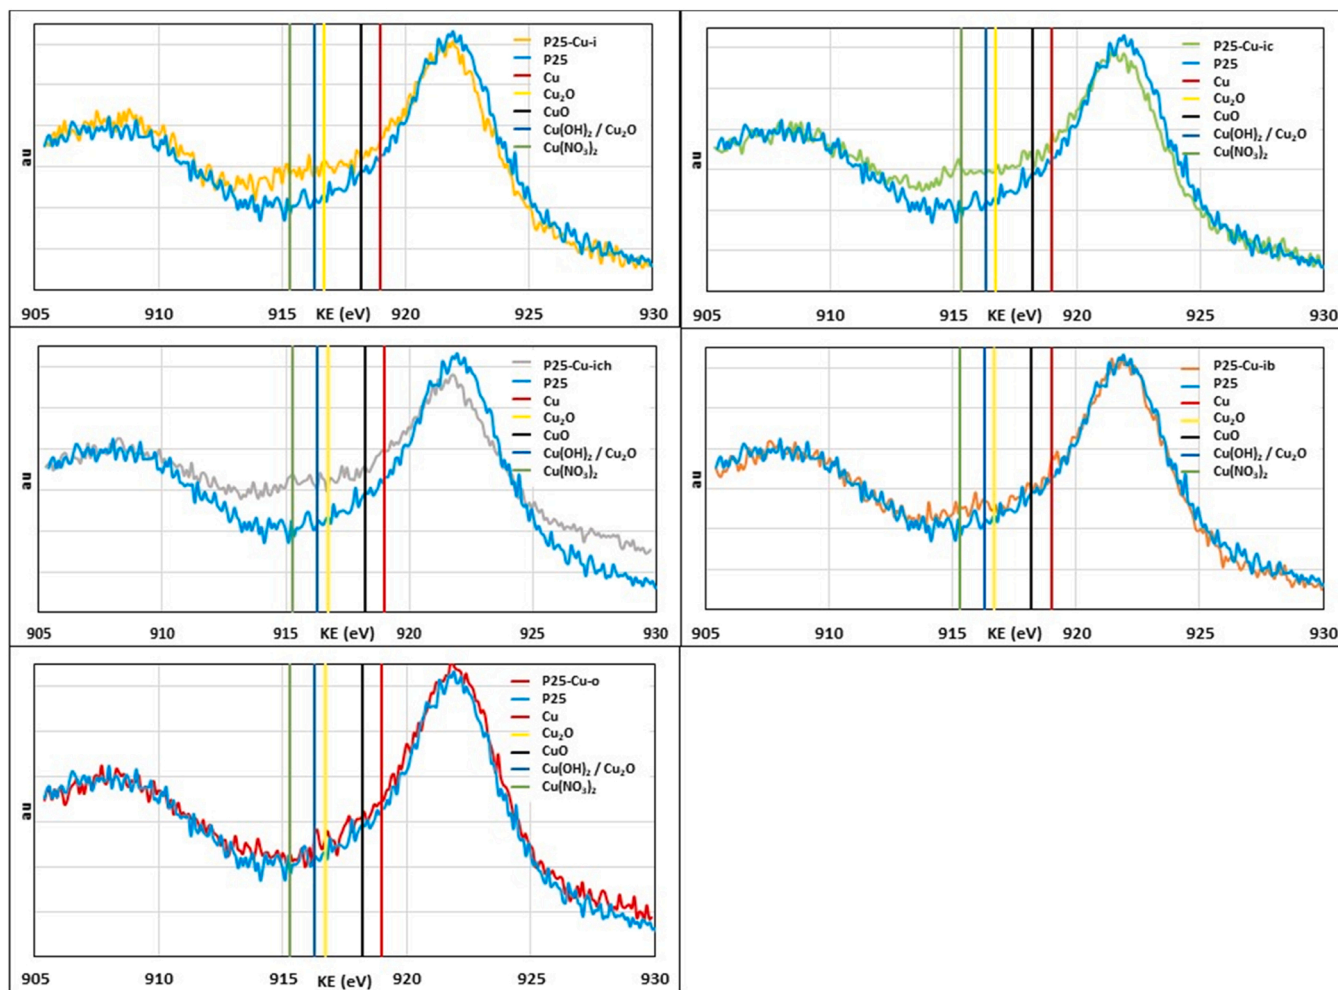 P25-Cu-i
P25
Cu
Cu₂O
CuO
Cu(OH)₂ / Cu₂O
Cu(NO₃)₂
au
905 910 915 KE (eV) 920 925 930
P25-Cu-ic
P25
Cu
Cu₂O
CuO
Cu(OH)₂ / Cu₂O
Cu(NO₃)₂
au
905 910 915 KE (eV) 920 925 930
P25-Cu-ich
P25
Cu
Cu₂O
CuO
Cu(OH)₂ / Cu₂O
Cu(NO₃)₂
au
905 910 915 KE (eV) 920 925 930
P25-Cu-ib
P25
Cu
Cu₂O
CuO
Cu(OH)₂ / Cu₂O
Cu(NO₃)₂
au
905 910 915 KE (eV) 920 925 930
P25-Cu-o
P25
Cu
Cu₂O
CuO
Cu(OH)₂ / Cu₂O
Cu(NO₃)₂
au
905 910 915 KE (eV) 920 925 930